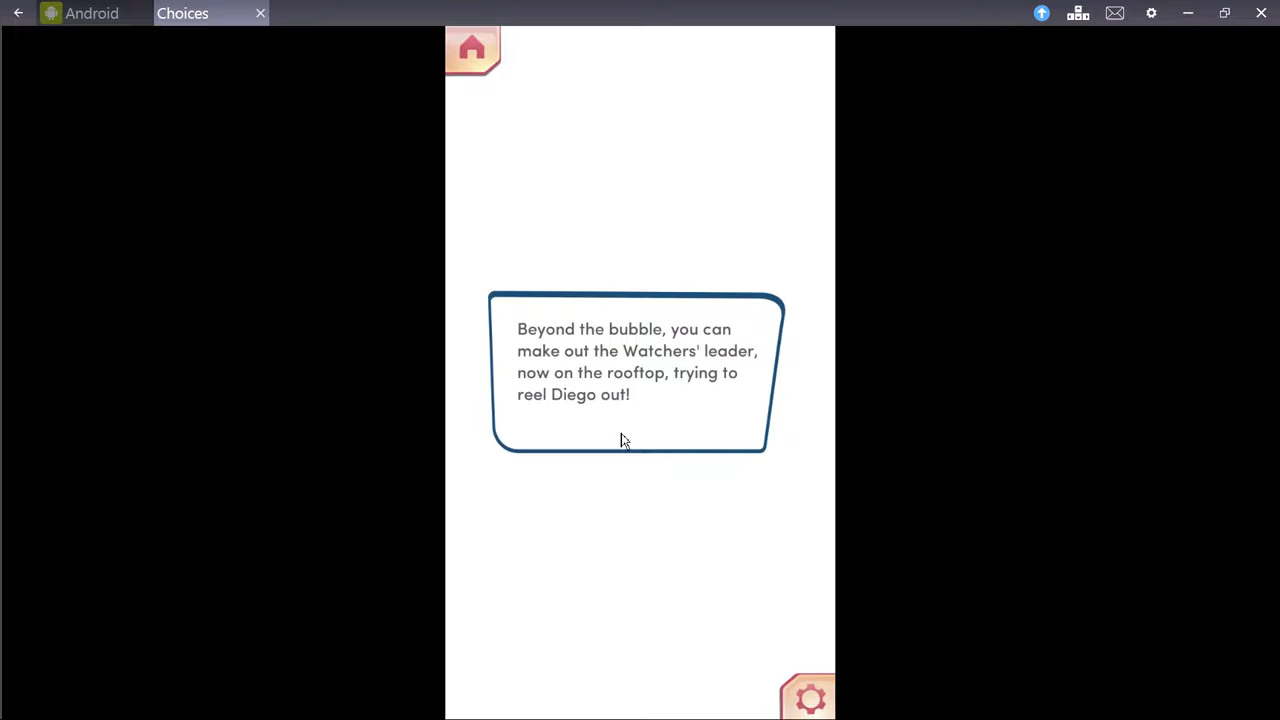 Android
Choices
Beyond the bubble, you can
make out the Watchers' leader,
now on the rooftop, trying to
reel Diego out!